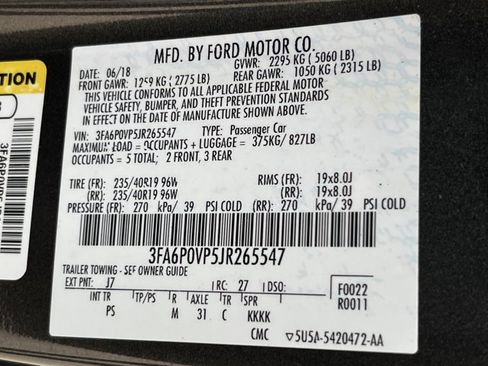 MFD. BY FORD MOTOR CO.
DATE: 06/18 GVWR: 2295 KG ( 5060 LB)
FRONT GAWR: 1259 KG ( 2775 LB) REAR GAWR: 1050 KG ( 2315 LB)
THIS VEHICLE CONFORMS TO ALL APPLICABLE FEDERAL MOTOR
VEHICLE SAFETY, BUMPER, AND THEFT PREVENTION STANDARDS
IN EFFECT ON THE DATE OF MANUFACTURE SHOWN ABOVE.
VIN: 3FA6P0VP5JR265547 TYPE: Passenger Car
MAXIMUM LOAD = OCCUPANTS + LUGGAGE = 375KG/ 827LB
OCCUPANTS = 5 TOTAL: 2 FRONT, 3 REAR
TIRE (FR): 235/40R19 96W RIMS (FR): 19x8.0J
(RR): 235/40R19 96W (RR): 19x8.0J
PRESSURE (FR): 270 kPa/ 39 PSI COLD (RR): 270 kPa/ 39 PSI COLD
3FA6P0VP5JR265547
TRAILER TOWING - SEE OWNER GUIDE
EXT PNT: J7 RC: 27 DSO: F0022
R0011
INT TR TP/PS R AXLE TR SPR
PS M 31 C KKKK
CMC 5U5A-5420472-AA